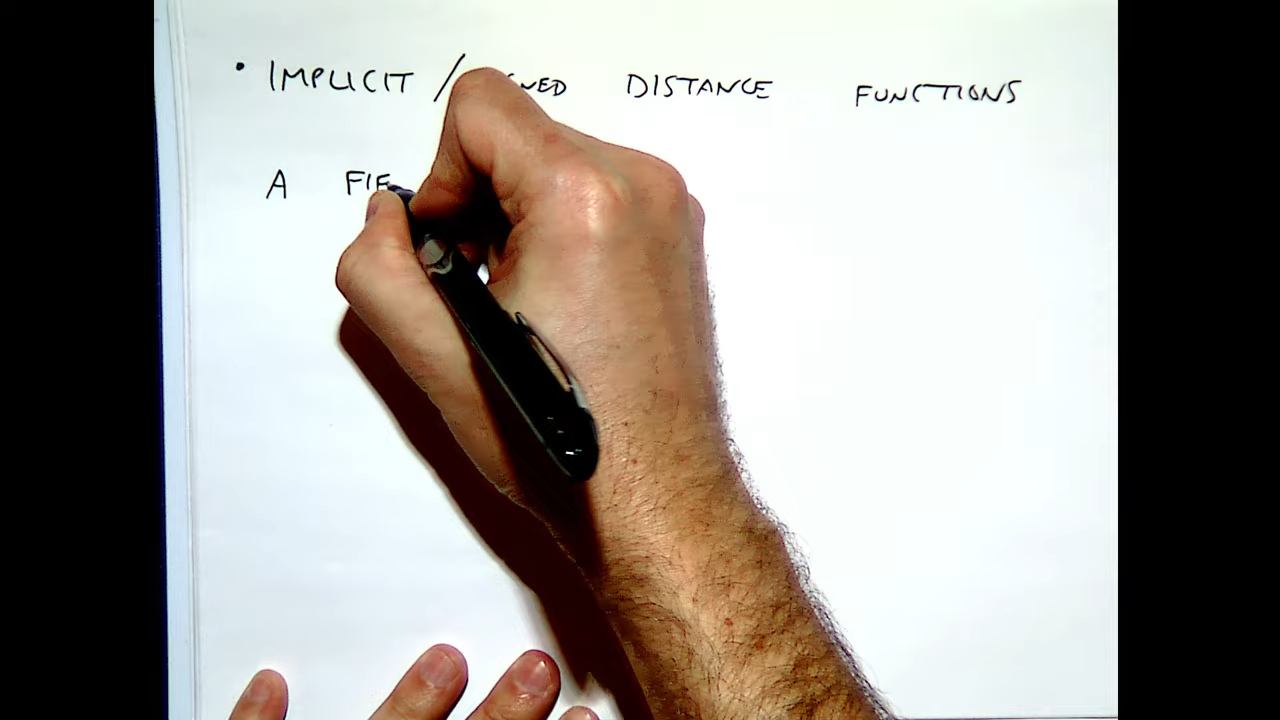 • IMPLICIT / DISTANCE FUNCTIONS
A